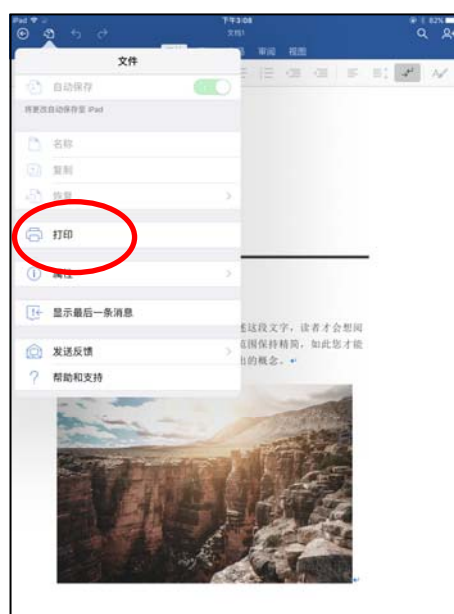 iPad
下午3:08
82%
文档1
审阅 视图
文件
自动保存
将更改自动保存至 iPad
名称
复制
恢复
打印
属性
显示最后一条消息
发送反馈
帮助和支持
述这段文字，读者才会想阅
范围保持精简，如此您才能
出的概念。